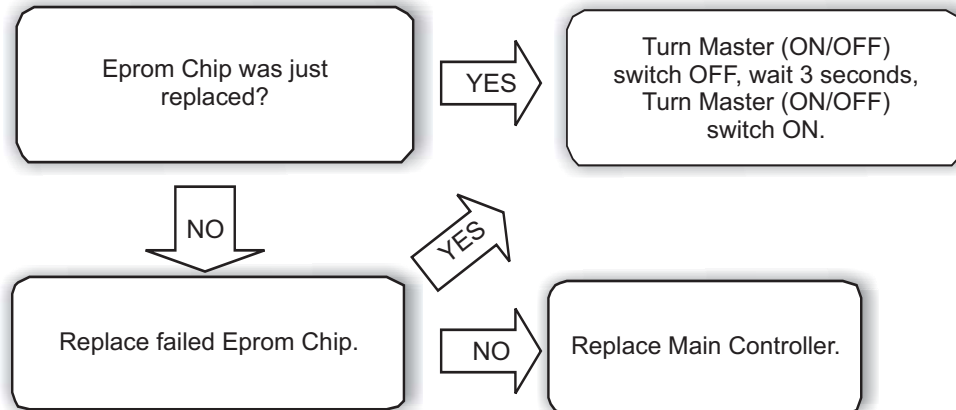 Eprom Chip was just
replaced?
YES
Turn Master (ON/OFF)
switch OFF, wait 3 seconds,
Turn Master (ON/OFF)
switch ON.
NO
YES
Replace failed Eprom Chip.
NO
Replace Main Controller.